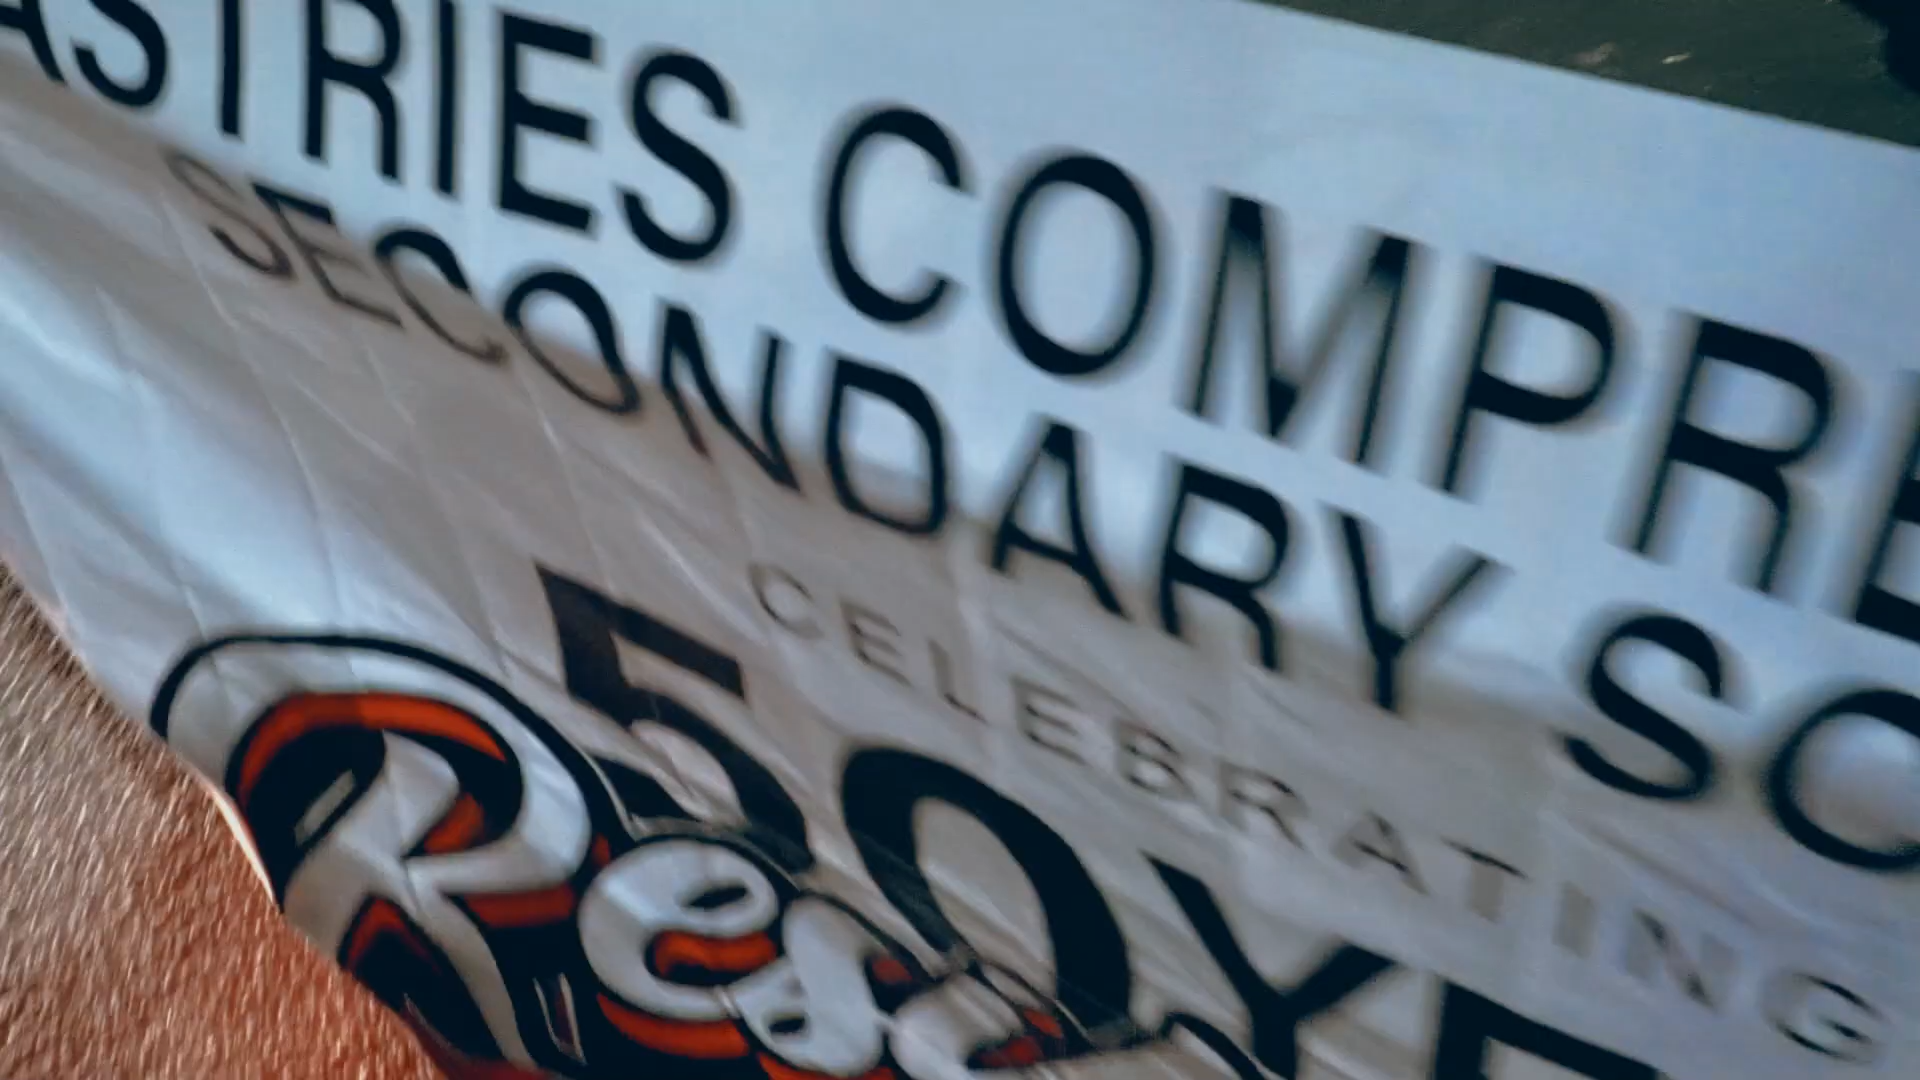 ASTRIES COMPRE
SECONDARY SC
CELEBRATING
50 YE